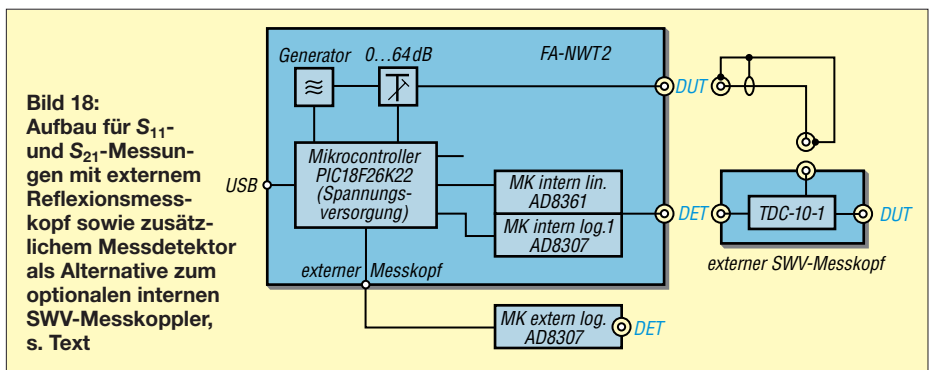 Bild 18:
Aufbau für S11-
und S21-Messun-
gen mit externem
Reflexionsmess-
kopf sowie zusätz-
lichem Messdetektor
als Alternative zum
optionalen internen
SWV-Messkoppler,
s. Text
Generator
0...64 dB
FA-NWT2
DUT
Mikrocontroller
PIC18F26K22
(Spannungs-
versorgung)
USB
MK intern lin.
AD8361
MK intern log.1
AD8307
DET
TDC-10-1
DUT
externer SWV-Messkopf
externer Messkopf
MK extern log.
AD8307
DET